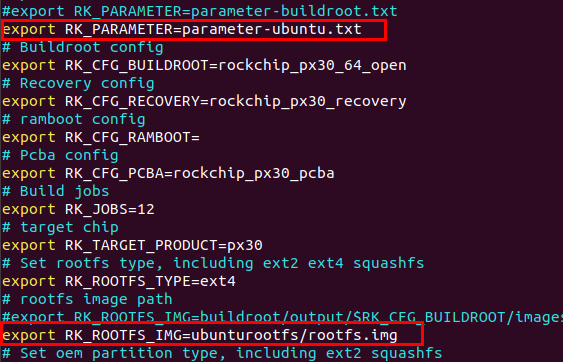 #export RK_PARAMETER=parameter-buildroot.txt
export RK_PARAMETER=parameter-ubuntu.txt
# Buildroot config
export RK_CFG_BUILDROOT=rockchip_px30_64_open
# Recovery config
export RK_CFG_RECOVERY=rockchip_px30_recovery
# ramboot config
export RK_CFG_RAMBOOT=
# Pcba config
export RK_CFG_PCBA=rockchip_px30_pcba
# Build jobs
export RK_JOBS=12
# target chip
export RK_TARGET_PRODUCT=px30
# Set rootfs type, including ext2 ext4 squashfs
export RK_ROOTFS_TYPE=ext4
# rootfs image path
#export RK_ROOTFS_IMG=buildroot/output/$RK_CFG_BUILDROOT/images
export RK_ROOTFS_IMG=ubunturootfs/rootfs.img
# Set oem partition type, including ext2 squashfs